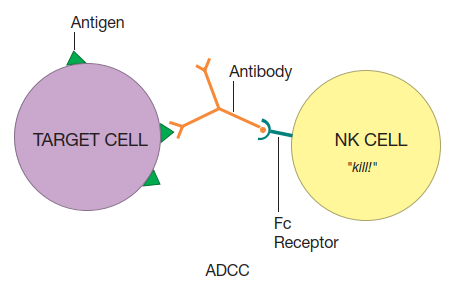 Antigen
Antibody
TARGET CELL
NK CELL
"kill!"
Fc
Receptor
ADCC